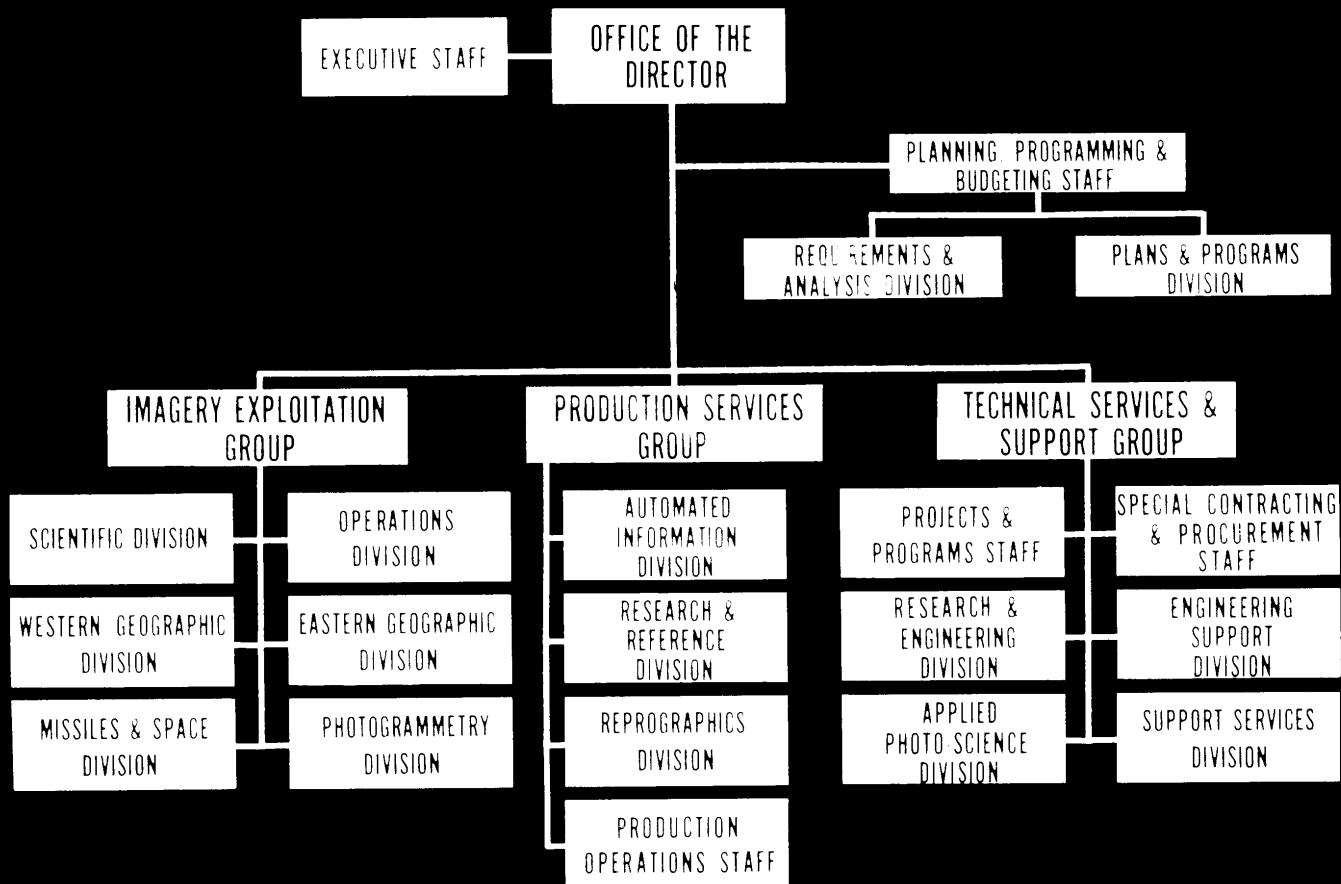 EXECUTIVE STAFF
OFFICE OF THE
DIRECTOR
PLANNING, PROGRAMMING &
BUDGETING STAFF
REQUIREMENTS &
ANALYSIS DIVISION
PLANS & PROGRAMS
DIVISION
IMAGERY EXPLOITATION
GROUP
SCIENTIFIC DIVISION
OPERATIONS
DIVISION
WESTERN GEOGRAPHIC
DIVISION
EASTERN GEOGRAPHIC
DIVISION
MISSILES & SPACE
DIVISION
PHOTOGRAMMETRY
DIVISION
PRODUCTION SERVICES
GROUP
AUTOMATED
INFORMATION
DIVISION
RESEARCH &
REFERENCE
DIVISION
REPROGRAPHICS
DIVISION
PRODUCTION
OPERATIONS STAFF
TECHNICAL SERVICES &
SUPPORT GROUP
PROJECTS &
PROGRAMS STAFF
SPECIAL CONTRACTING
& PROCUREMENT
STAFF
RESEARCH &
ENGINEERING
DIVISION
ENGINEERING
SUPPORT
DIVISION
APPLIED
PHOTO-SCIENCE
DIVISION
SUPPORT SERVICES
DIVISION